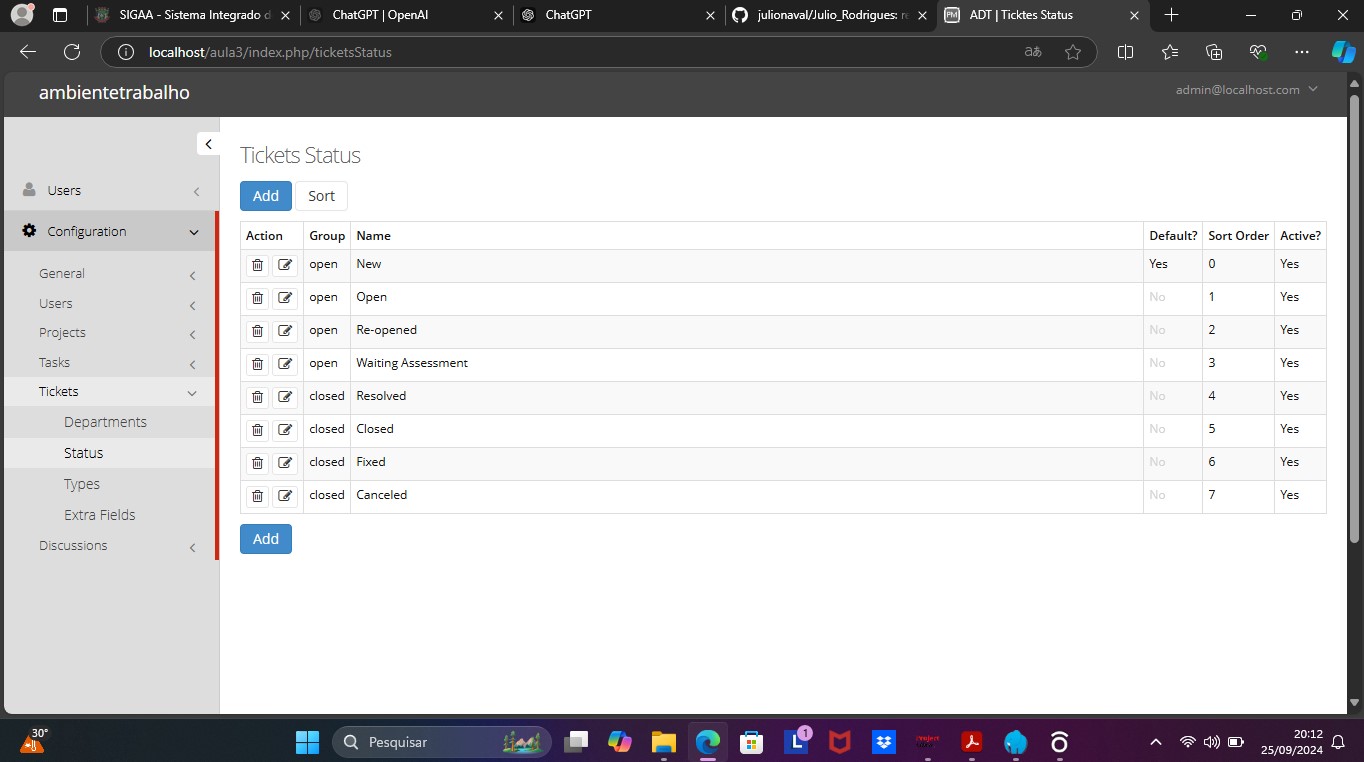 SIGAA - Sistema Integrado d
ChatGPT | OpenAI
ChatGPT
julionaval/Julio_Rodrigues: re
ADT | Ticktes Status
localhost/aula3/index.php/ticketsStatus
ambientetrabalho
admin@localhost.com
Users
Configuration
General
Users
Projects
Tasks
Tickets
Departments
Status
Types
Extra Fields
Discussions
Tickets Status
Add Sort
Action Group Name Default? Sort Order Active?
open New Yes 0 Yes
open Open No 1 Yes
open Re-opened No 2 Yes
open Waiting Assessment No 3 Yes
closed Resolved No 4 Yes
closed Closed No 5 Yes
closed Fixed No 6 Yes
closed Canceled No 7 Yes
Add
30°
Pesquisar
L 1
20:12
25/09/2024